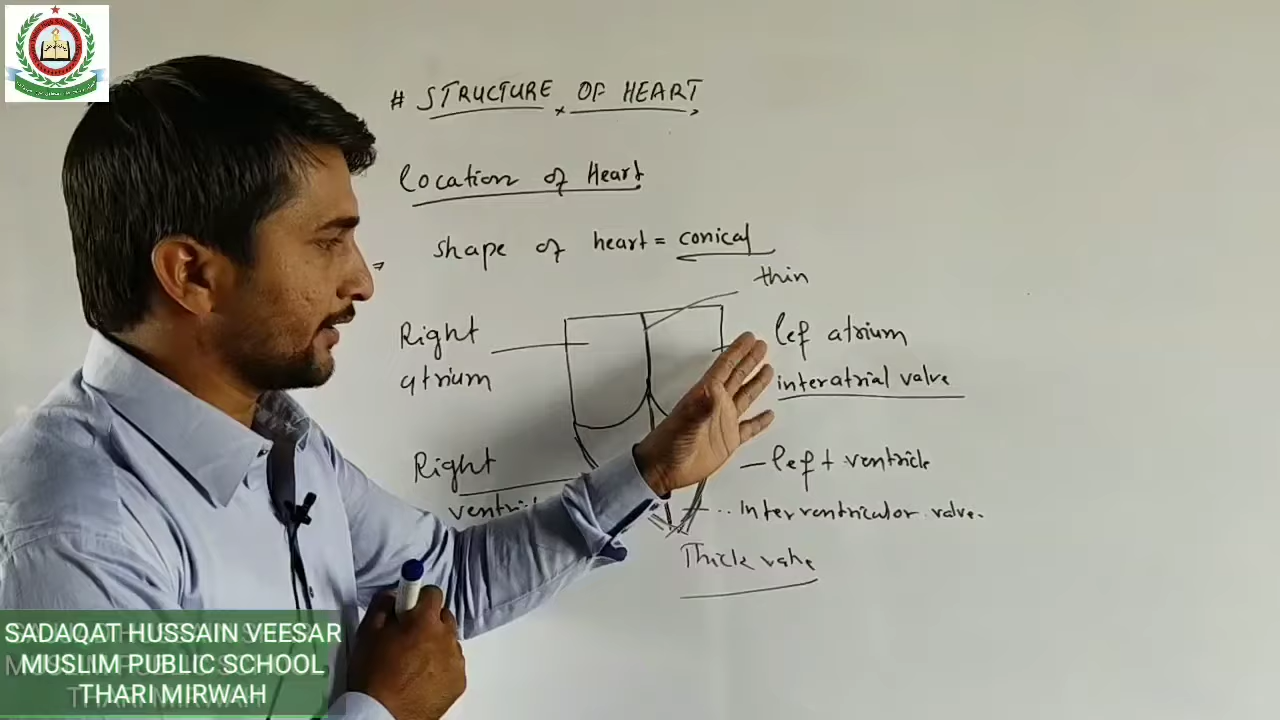 # STRUCTURE OF HEART
Location of Heart
shape of heart = conical
thin
Right
atrium
lef atrium
interatrial valve
Right
left ventricle
Interventricular valve.
Thick valve
SADAQAT HUSSAIN VEESAR
MUSLIM PUBLIC SCHOOL
THARI MIRWAH